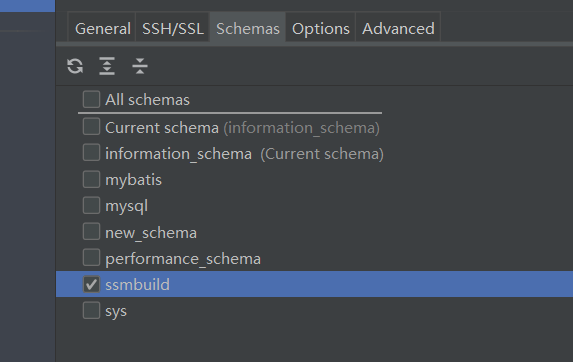 General SSH/SSL Schemas Options Advanced
All schemas
Current schema (information_schema)
information_schema (Current schema)
mybatis
mysql
new_schema
performance_schema
ssmbuild
sys